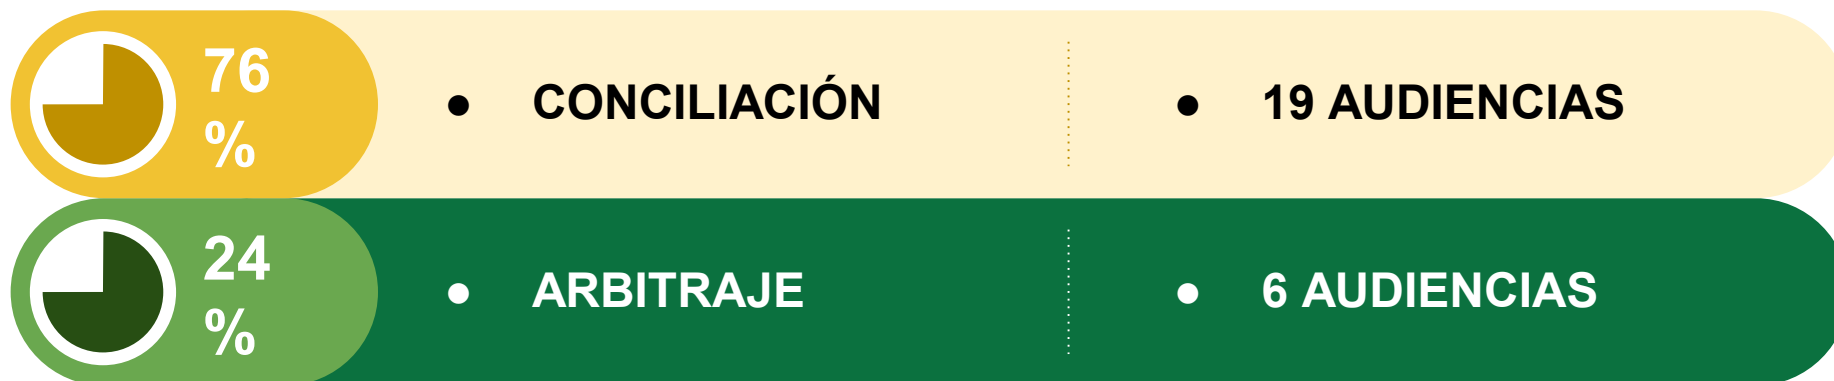 76
%
● CONCILIACIÓN
● 19 AUDIENCIAS
24
%
● ARBITRAJE
● 6 AUDIENCIAS